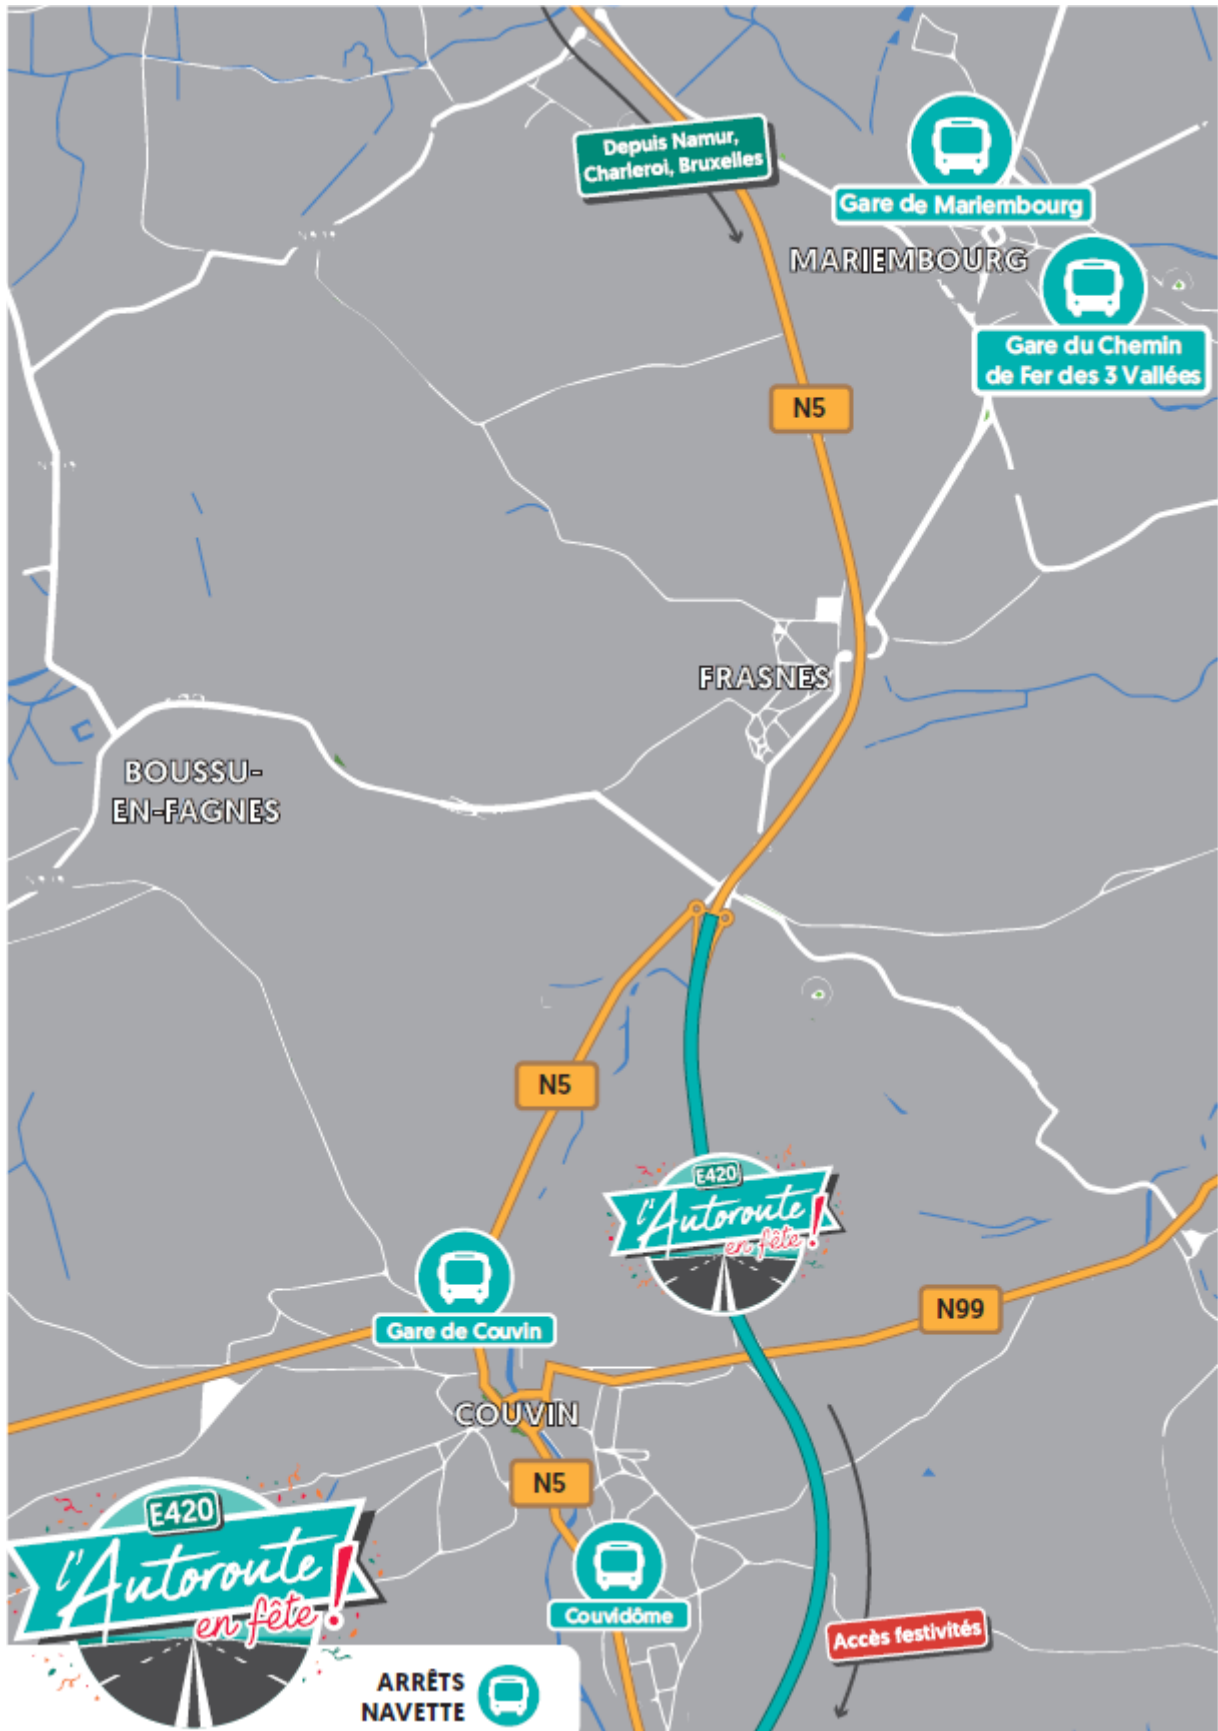 Depuis Namur,
Charleroi, Bruxelles
Gare de Mariembourg
MARIEMBOURG
Gare du Chemin
de Fer des 3 Vallées
N5
FRASNES
BOUSSU-
EN-FAGNES
N5
E420
l'Autoroute
en fête !
N99
Gare de Couvin
COUVIN
N5
E420
l'Autoroute
en fête !
Couvidôme
Accès festivités
ARRÊTS
NAVETTE